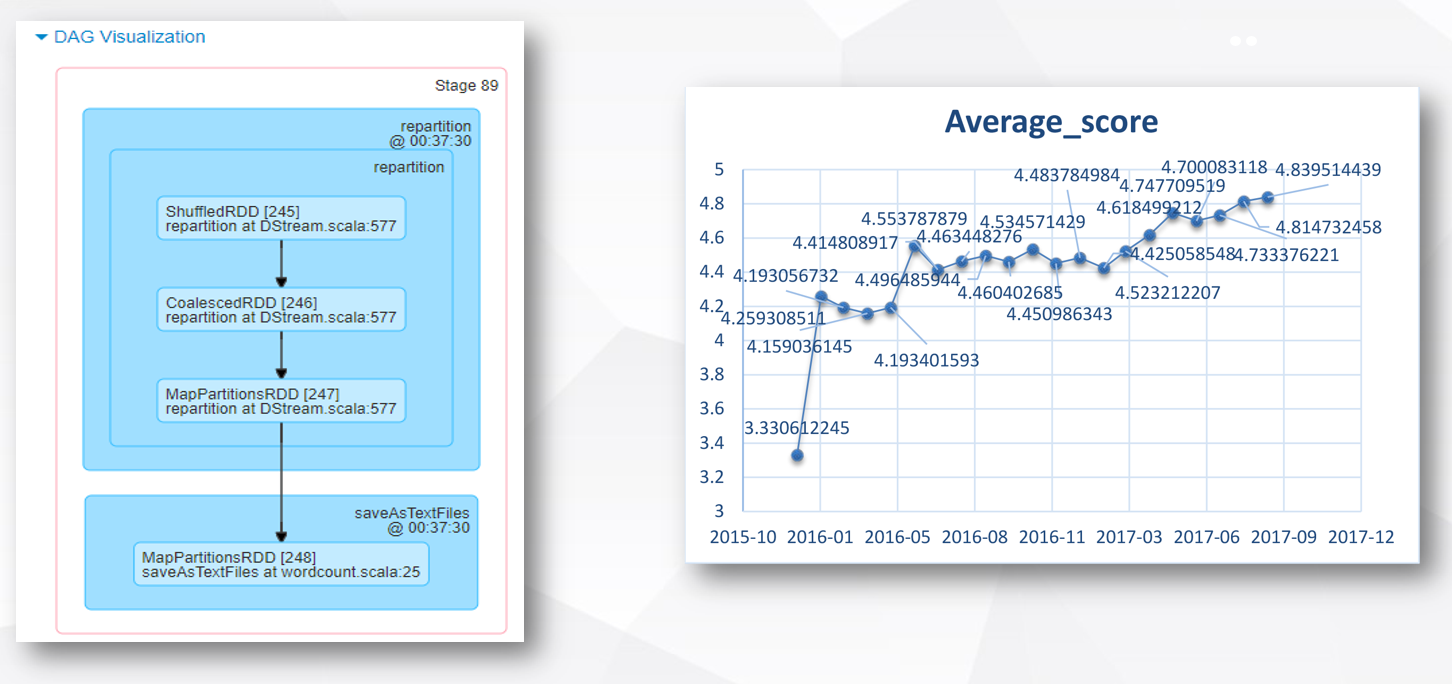 DAG Visualization
Stage 89
repartition
@ 00:37:30
repartition
ShuffledRDD [245]
repartition at DStream.scala:577
CoalescedRDD [246]
repartition at DStream.scala:577
MapPartitionsRDD [247]
repartition at DStream.scala:577
saveAsTextFiles
@ 00:37:30
MapPartitionsRDD [248]
saveAsTextFiles at wordcount.scala:25
Average_score
5
4.8
4.6
4.4
4.2
4
3.8
3.6
3.4
3.2
3
3.330612245
4.259308511
4.193056732
4.159036145
4.193401593
4.553787879
4.414808917
4.463448276
4.496485944
4.460402685
4.534571429
4.450986343
4.483784984
4.425058548
4.523212207
4.618499212
4.747709519
4.700083118
4.733376221
4.814732458
4.839514439
2015-10 2016-01 2016-05 2016-08 2016-11 2017-03 2017-06 2017-09 2017-12